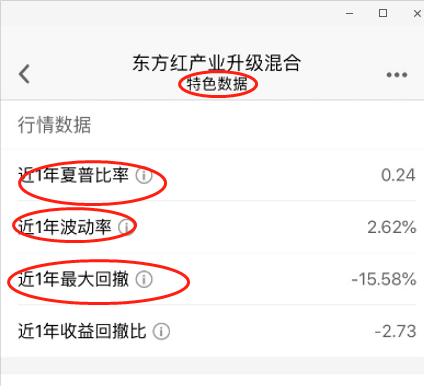 东方红产业升级混合
特色数据
行情数据
近1年夏普比率 0.24
近1年波动率 2.62%
近1年最大回撤 -15.58%
近1年收益回撤比 -2.73